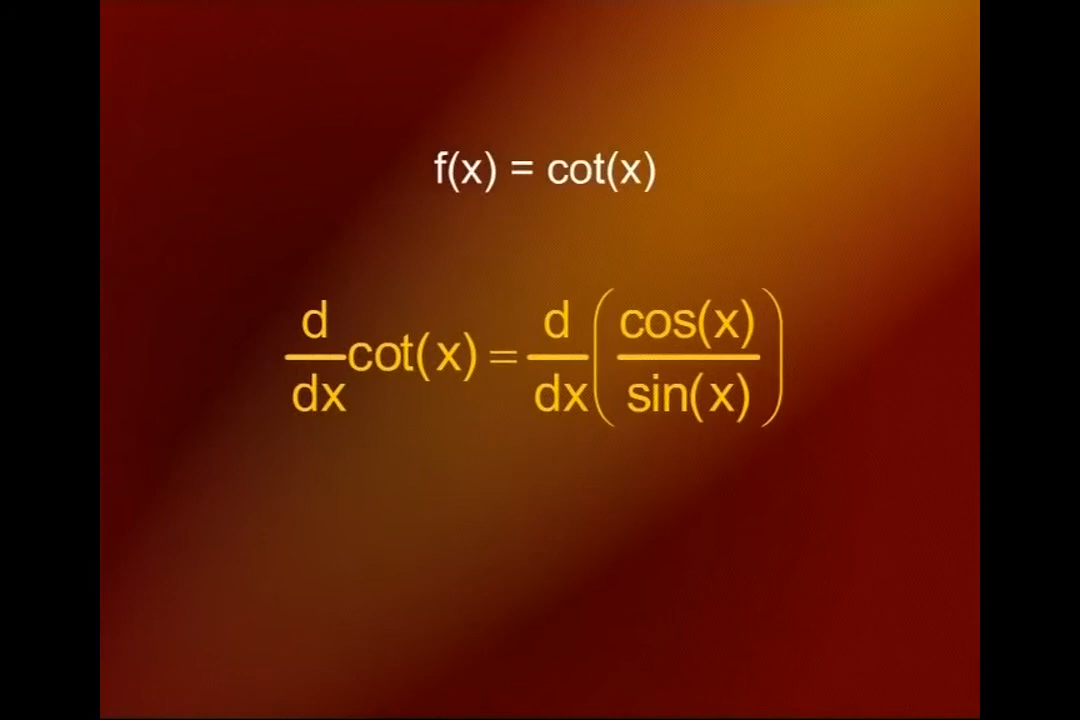 f(x) = cot(x)
d/dx cot(x) = d/dx (cos(x)/sin(x))